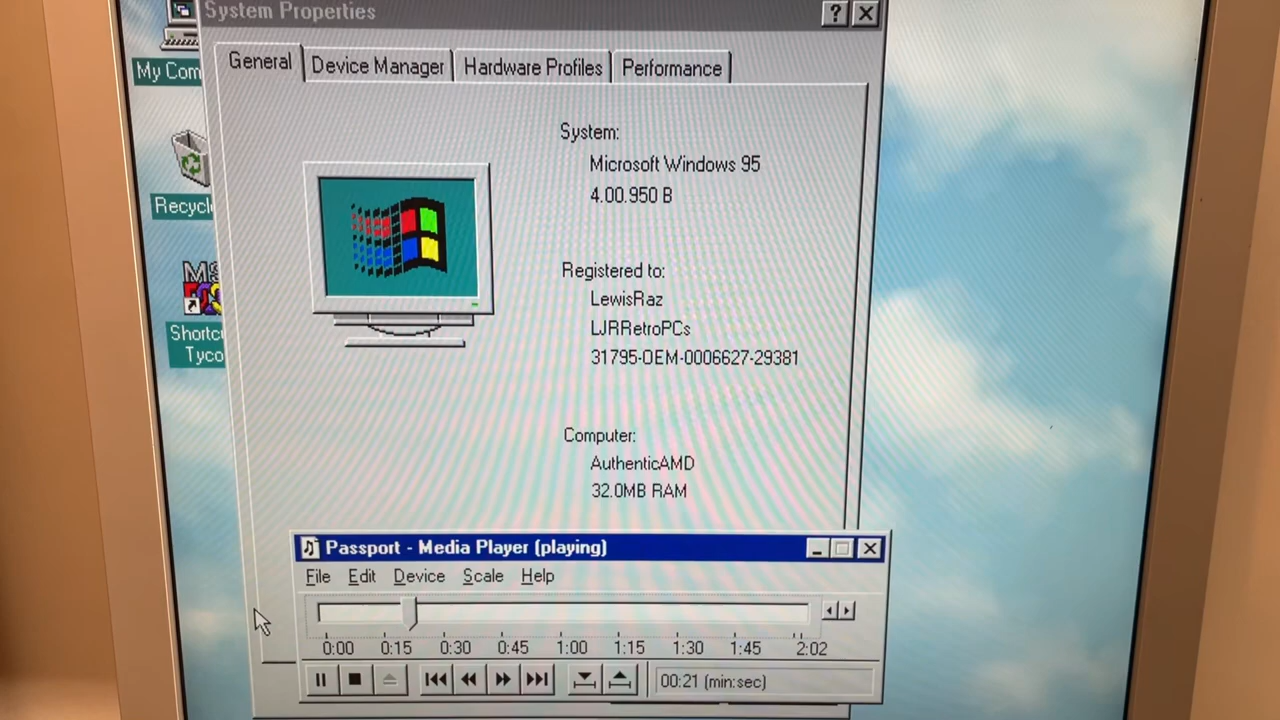 System Properties
General
Device Manager
Hardware Profiles
Performance
My Com
Recycle
MS
Shortc
Tyco
System:
Microsoft Windows 95
4.00.950 B
Registered to:
LewisRaz
LJRRetroPCs
31795-OEM-0006627-29381
Computer:
AuthenticAMD
32.0MB RAM
Passport - Media Player (playing)
File Edit Device Scale Help
0:00 0:15 0:30 0:45 1:00 1:15 1:30 1:45 2:02
00:21 (min:sec)